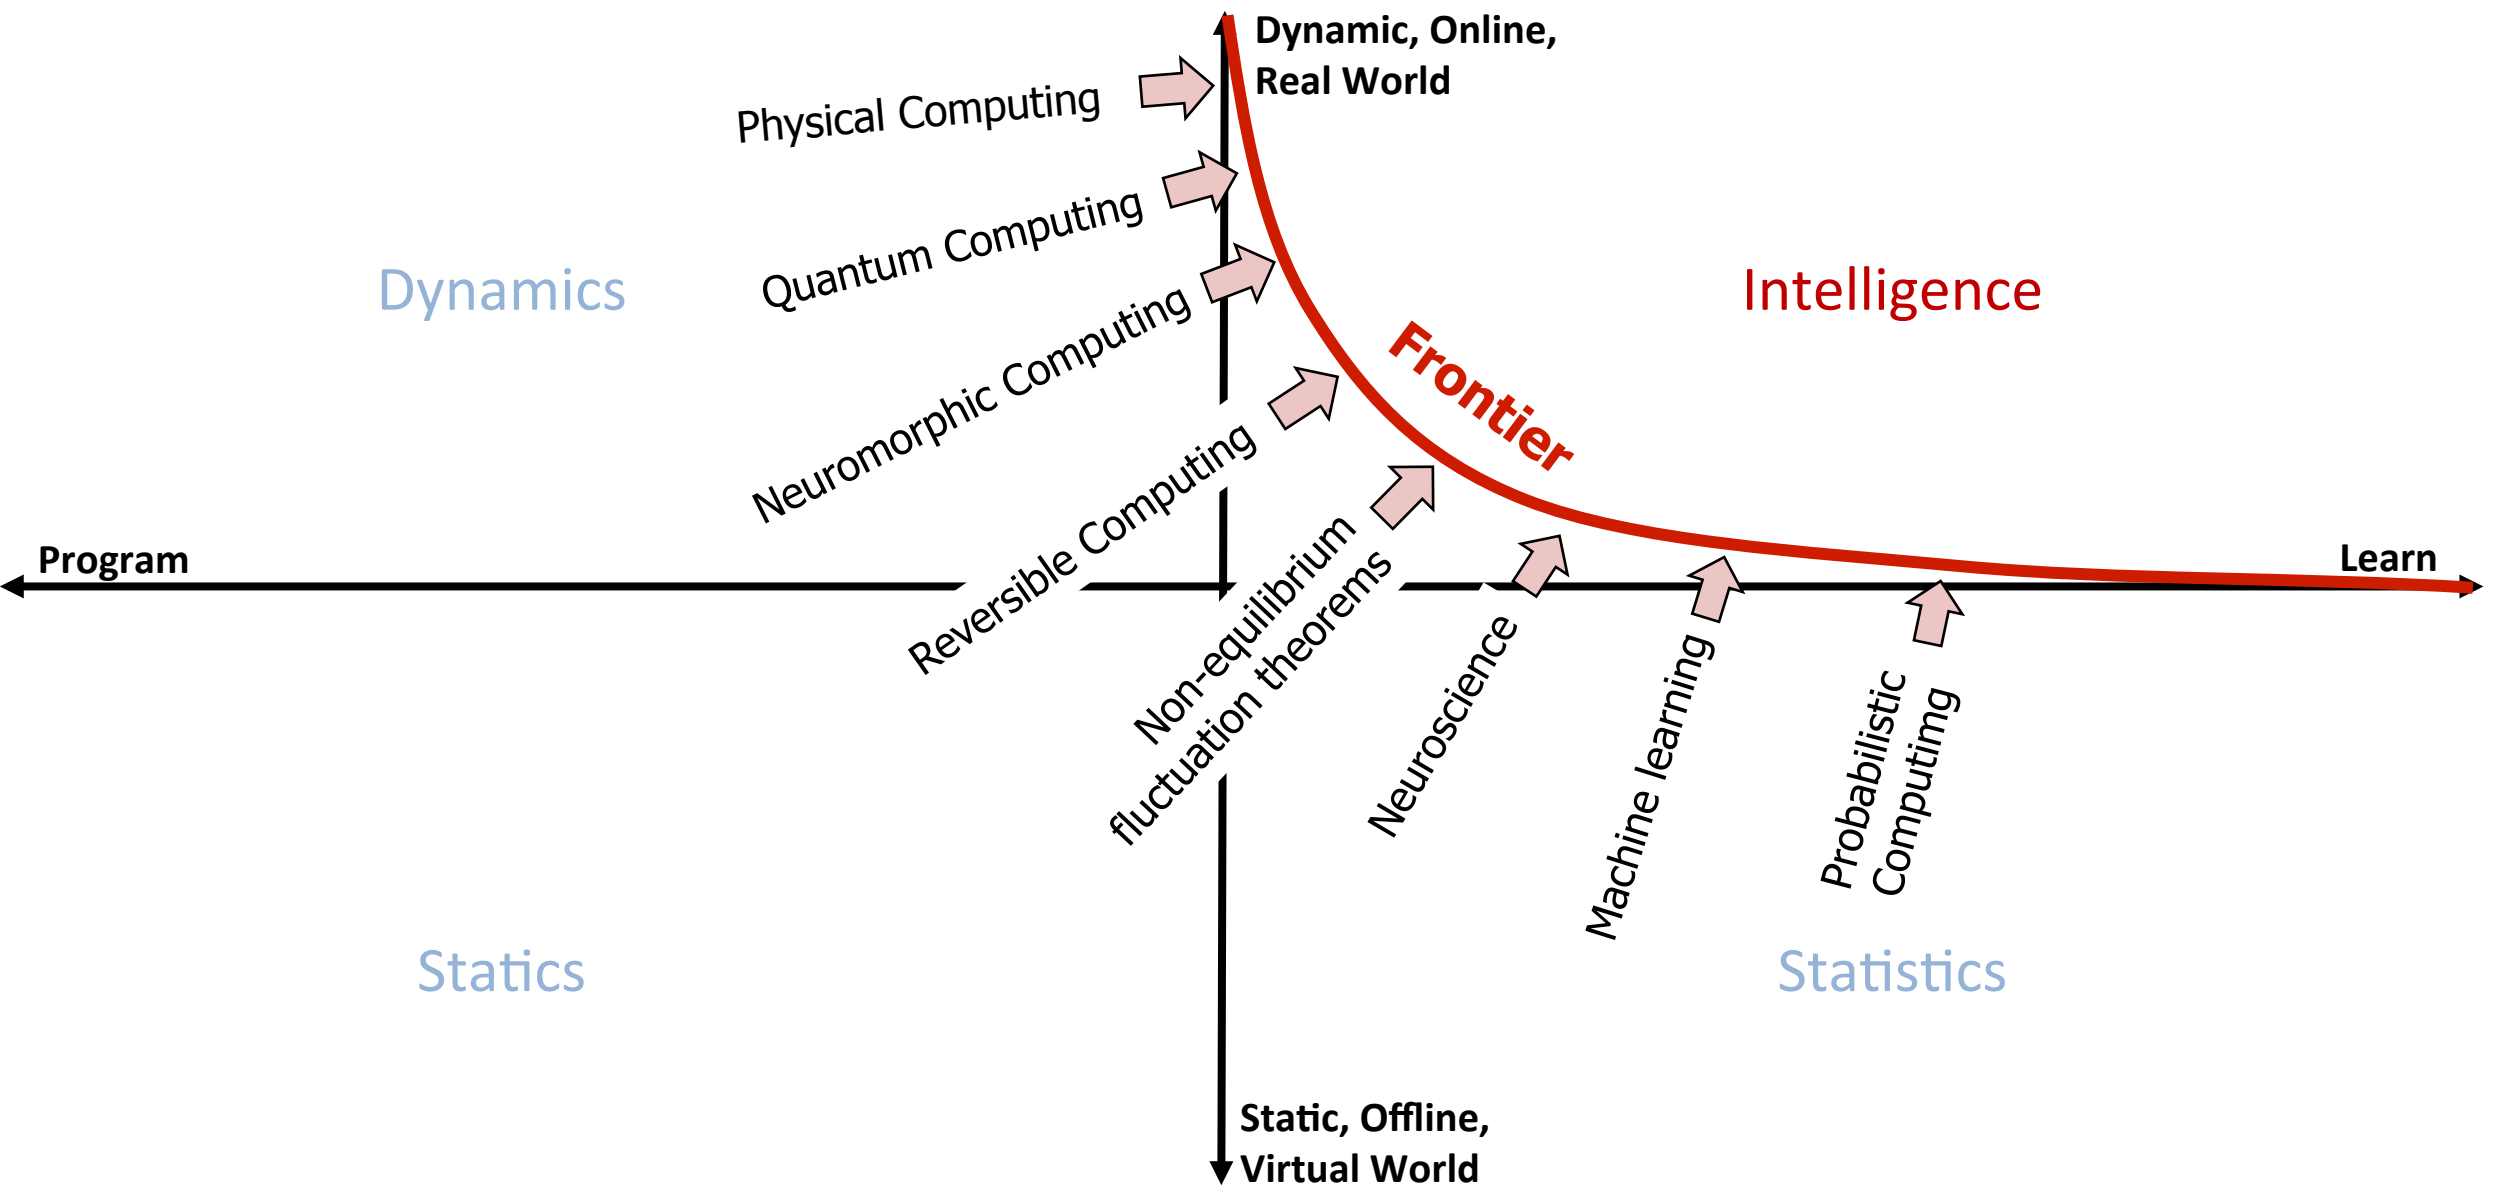 Dynamic, Online,
Real World
Physical Computing
Quantum Computing
Dynamics
Intelligence
Neuromorphic Computing
Frontier
Reversible Computing
Program
Learn
Non-equilibrium
fluctuation theorems
Neuroscience
Machine learning
Probabilistic
Computimg
Statics
Statistics
Static, Offline,
Virtual World